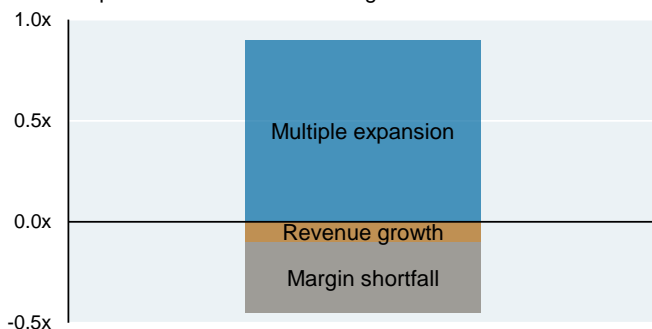 1.0x
Multiple expansion
0.5x
0.0x
Revenue growth
Margin shortfall
-0.5x